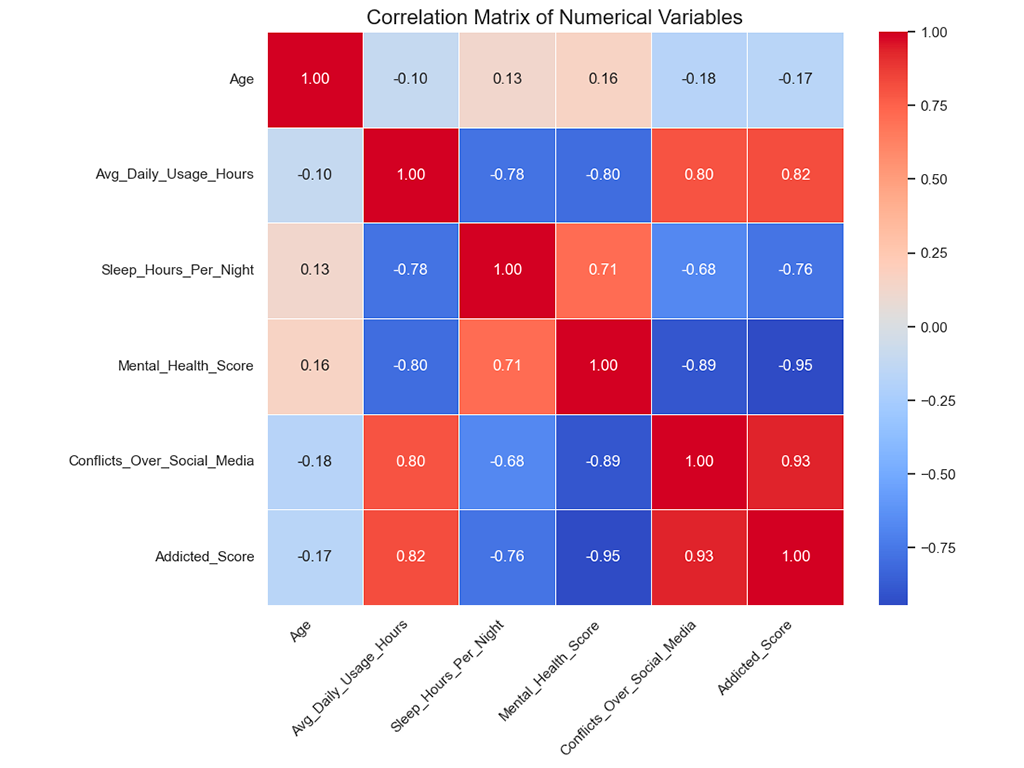 Correlation Matrix of Numerical Variables
Age 1.00 -0.10 0.13 0.16 -0.18 -0.17
Avg_Daily_Usage_Hours -0.10 1.00 -0.78 -0.80 0.80 0.82
Sleep_Hours_Per_Night 0.13 -0.78 1.00 0.71 -0.68 -0.76
Mental_Health_Score 0.16 -0.80 0.71 1.00 -0.89 -0.95
Conflicts_Over_Social_Media -0.18 0.80 -0.68 -0.89 1.00 0.93
Addicted_Score -0.17 0.82 -0.76 -0.95 0.93 1.00
Age
Avg_Daily_Usage_Hours
Sleep_Hours_Per_Night
Mental_Health_Score
Conflicts_Over_Social_Media
Addicted_Score
1.00
0.75
0.50
0.25
0.00
−0.25
−0.50
−0.75